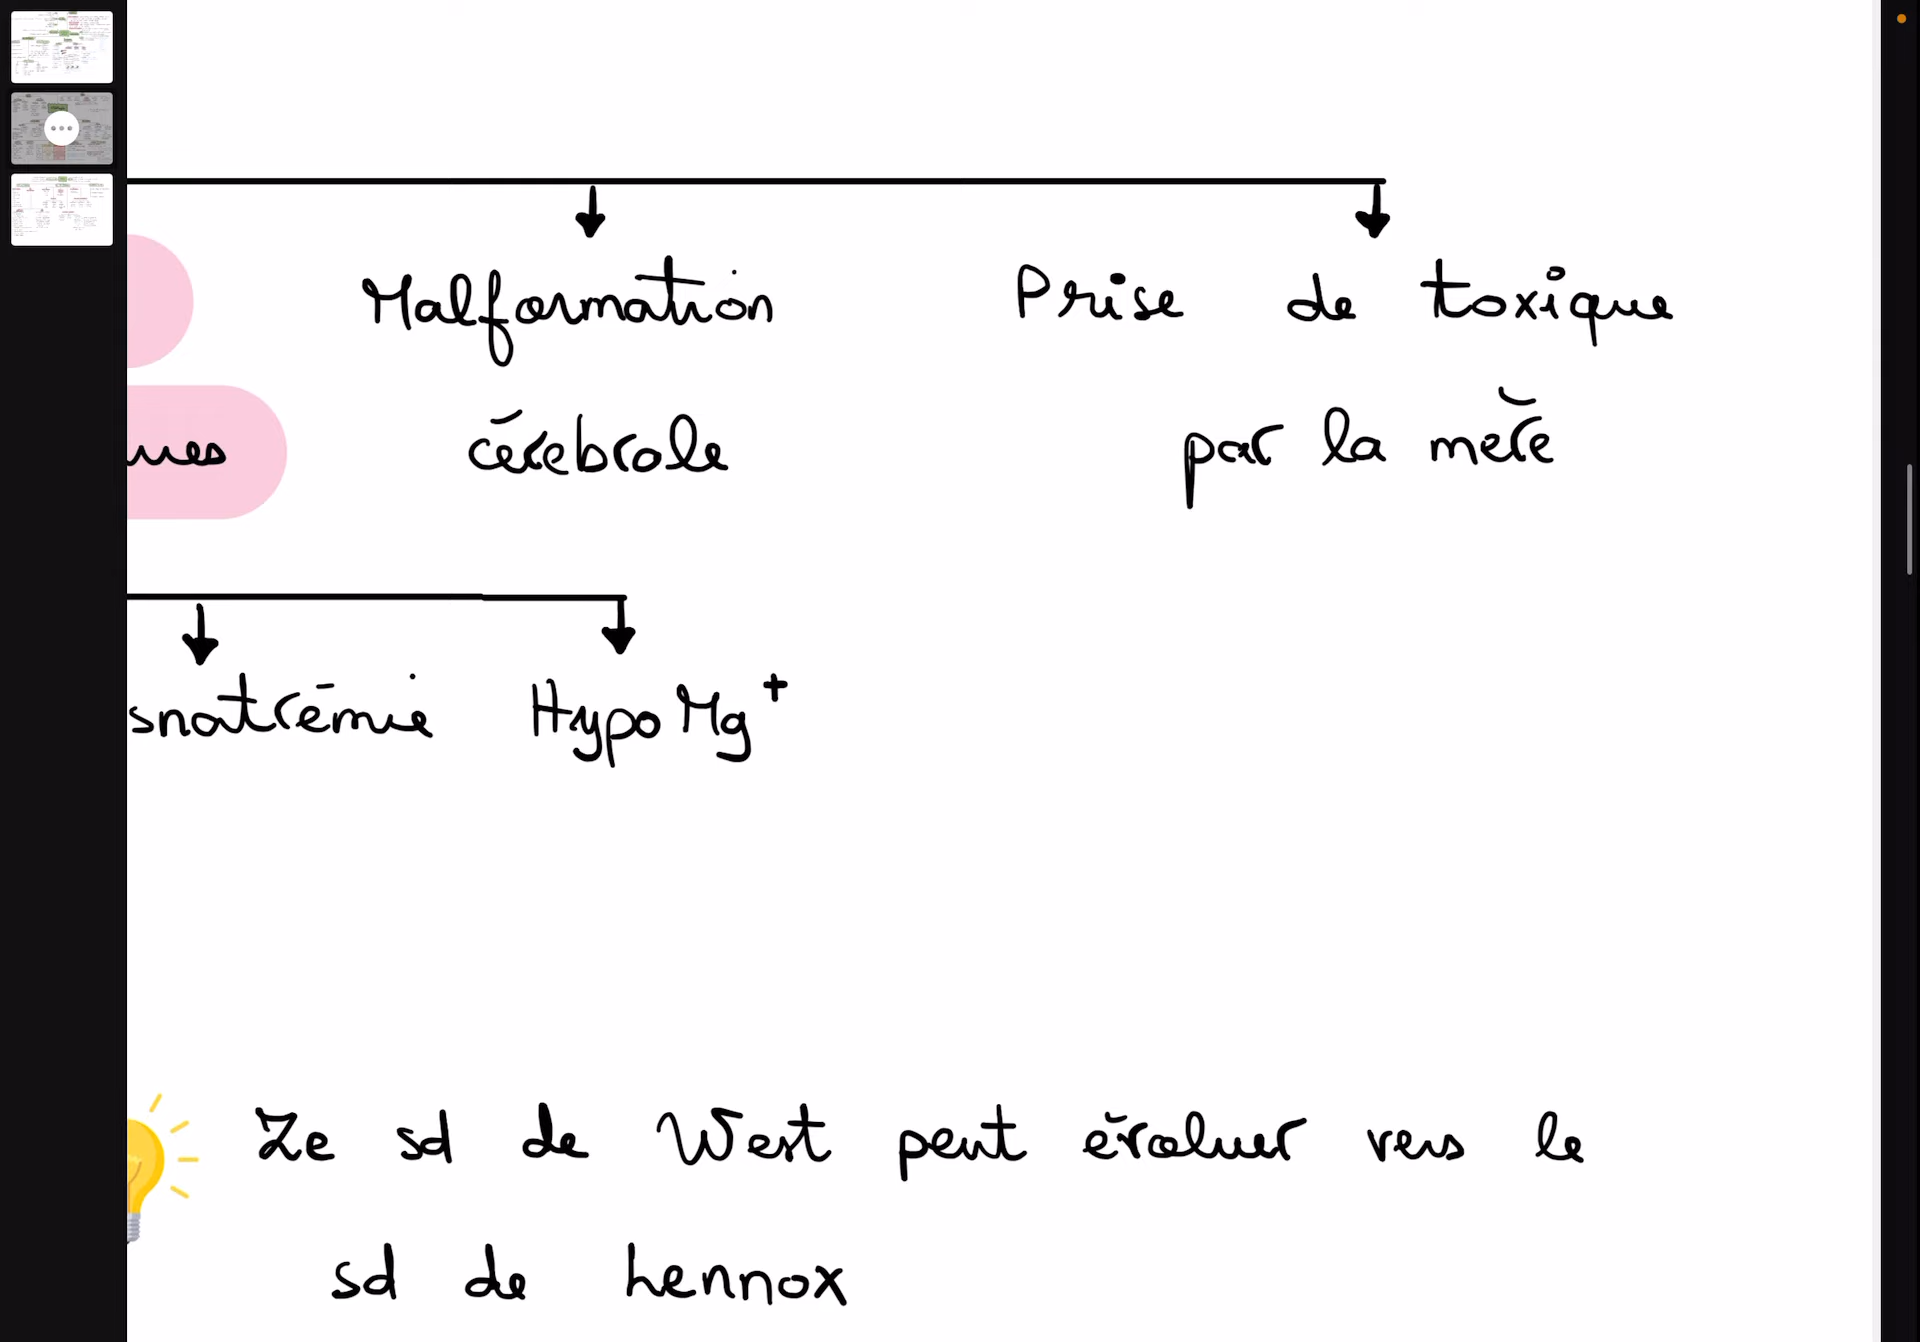 Malformation Prise de toxique
ues cérébrale par la mère
snatrémie Hypo Mg+
Le sd de West peut évoluer vers le
sd de Lennox